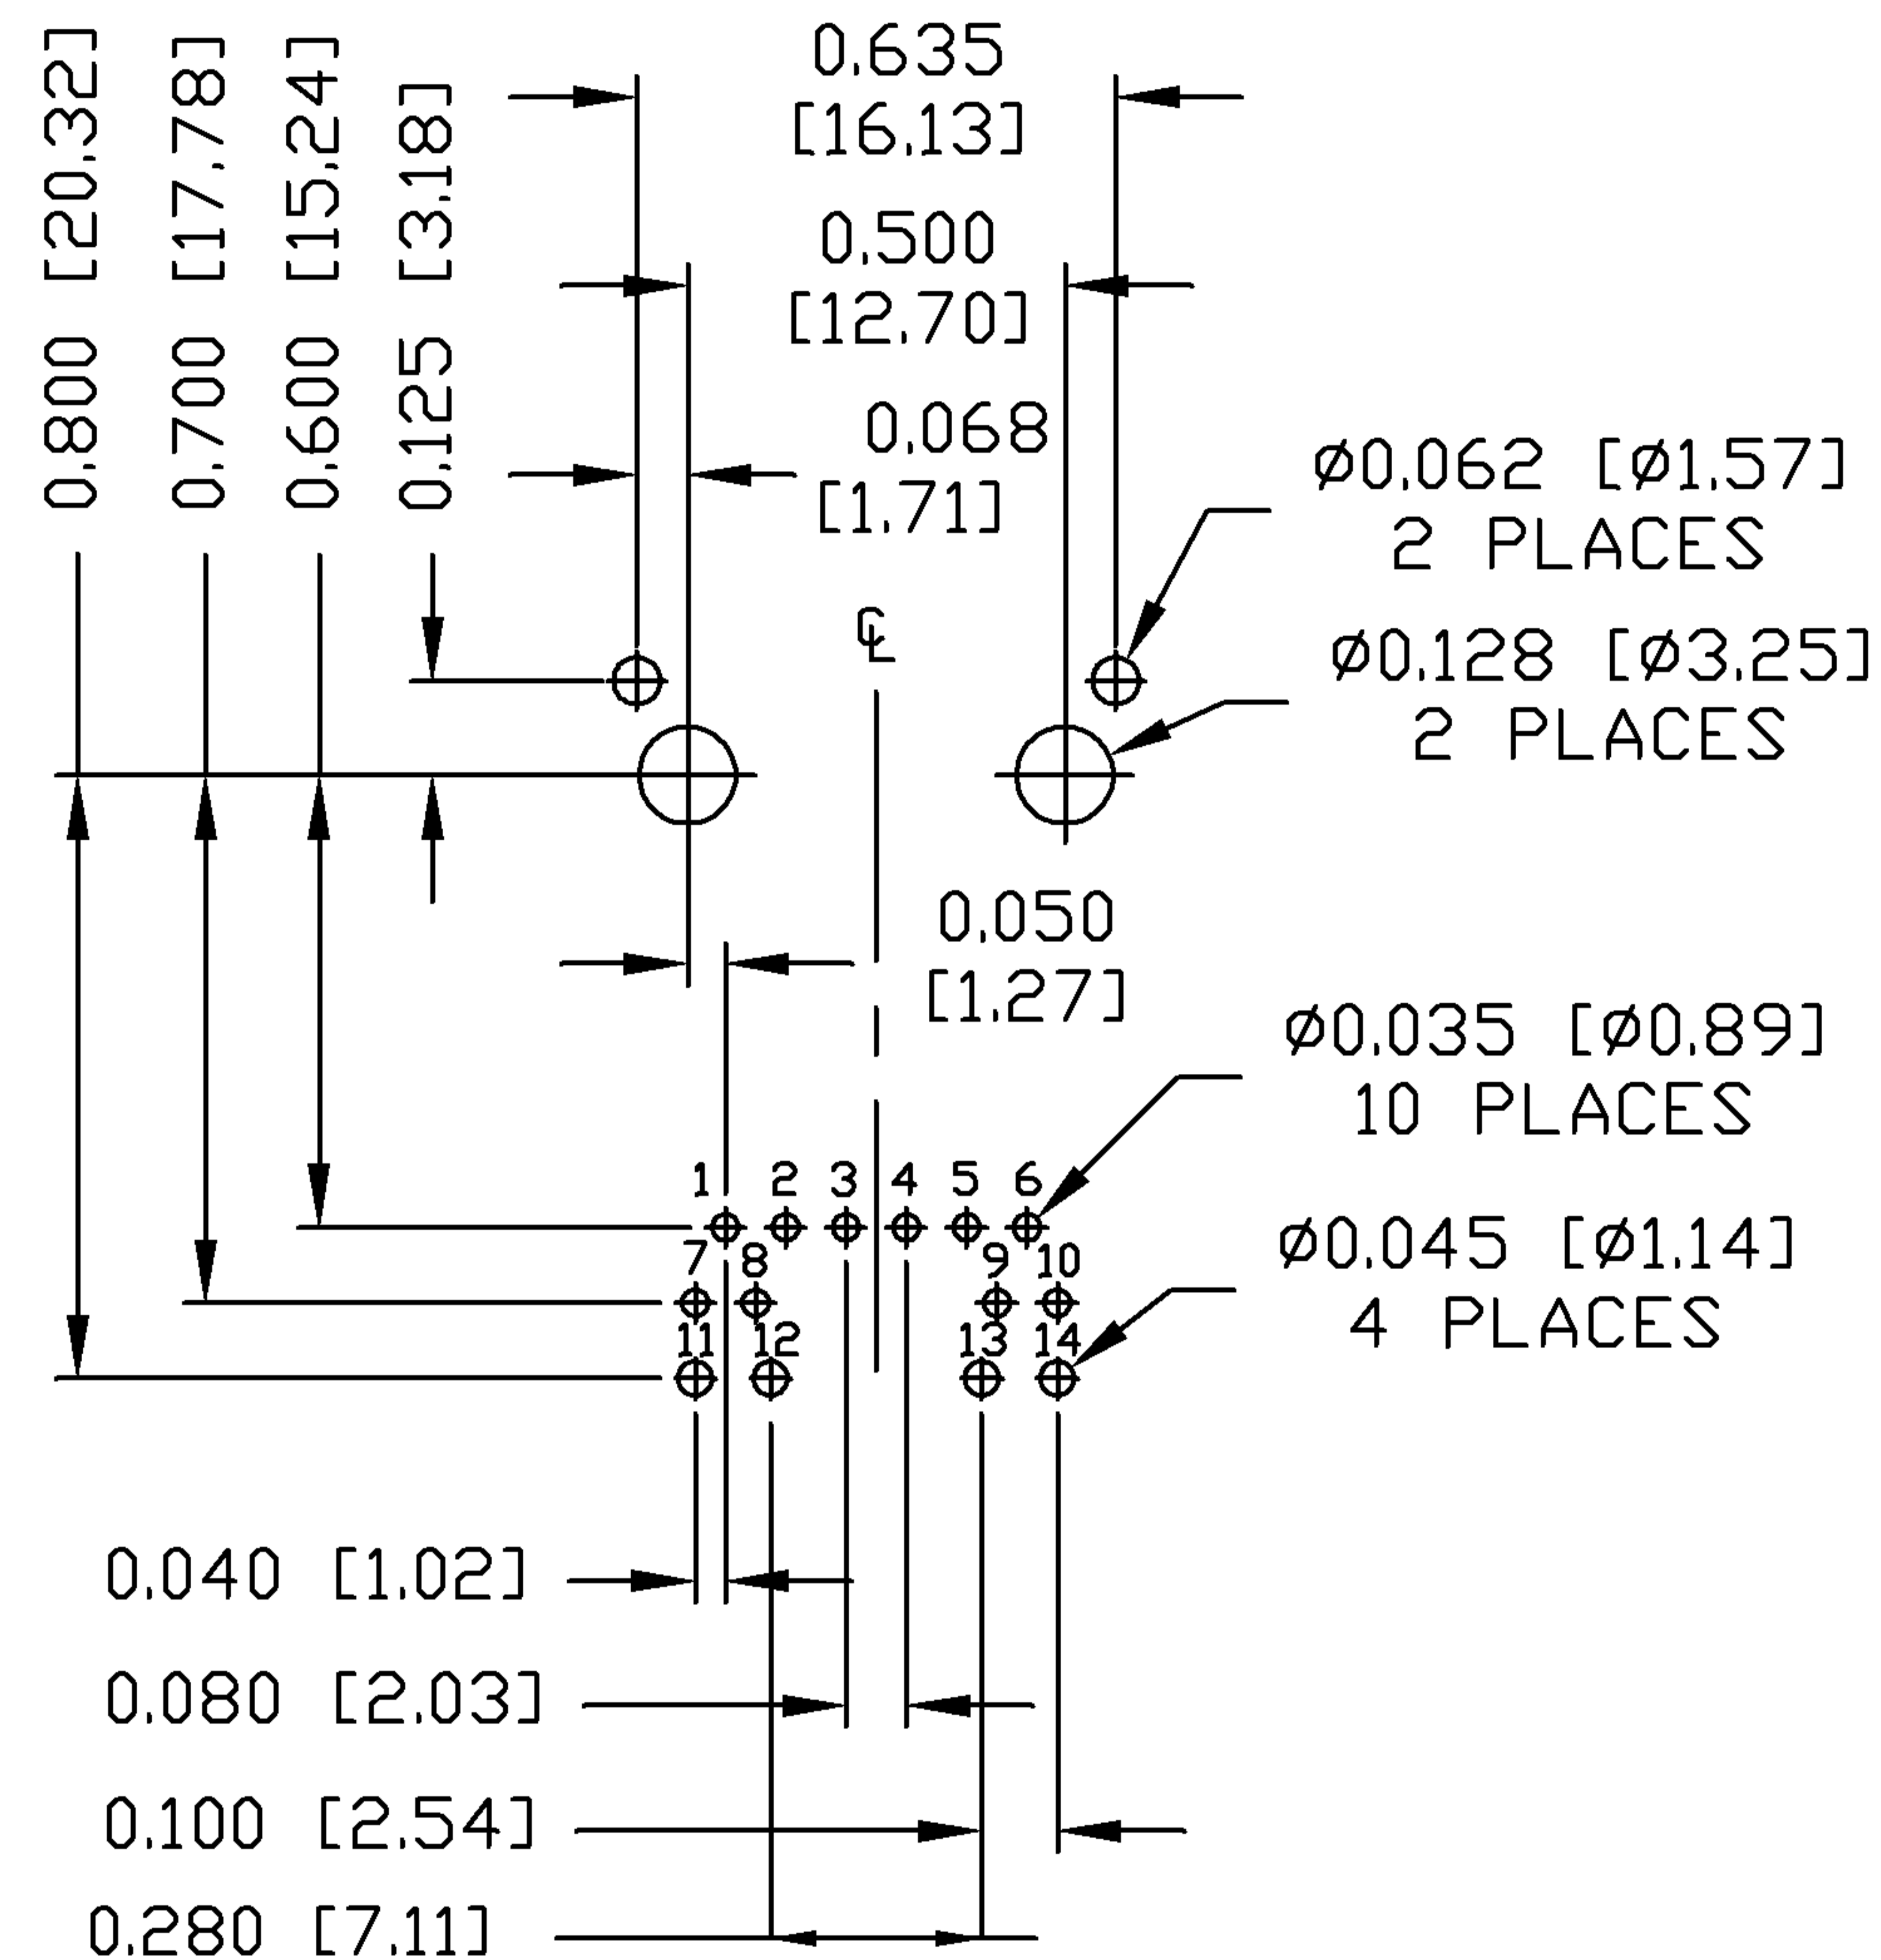 0.800 [20.32]
0.700 [17.78]
0.600 [15.24]
0.125 [3.18]
0.635
[16.13]
0.500
[12.70]
0.068
[1.71]
Ø0.062 [Ø1.57]
2 PLACES
℄
Ø0.128 [Ø3.25]
2 PLACES
0.050
[1.27]
Ø0.035 [Ø0.89]
10 PLACES
1 2 3 4 5 6
7 8 9 10
Ø0.045 [Ø1.14]
4 PLACES
11 12 13 14
0.040 [1.02]
0.080 [2.03]
0.100 [2.54]
0.280 [7.11]